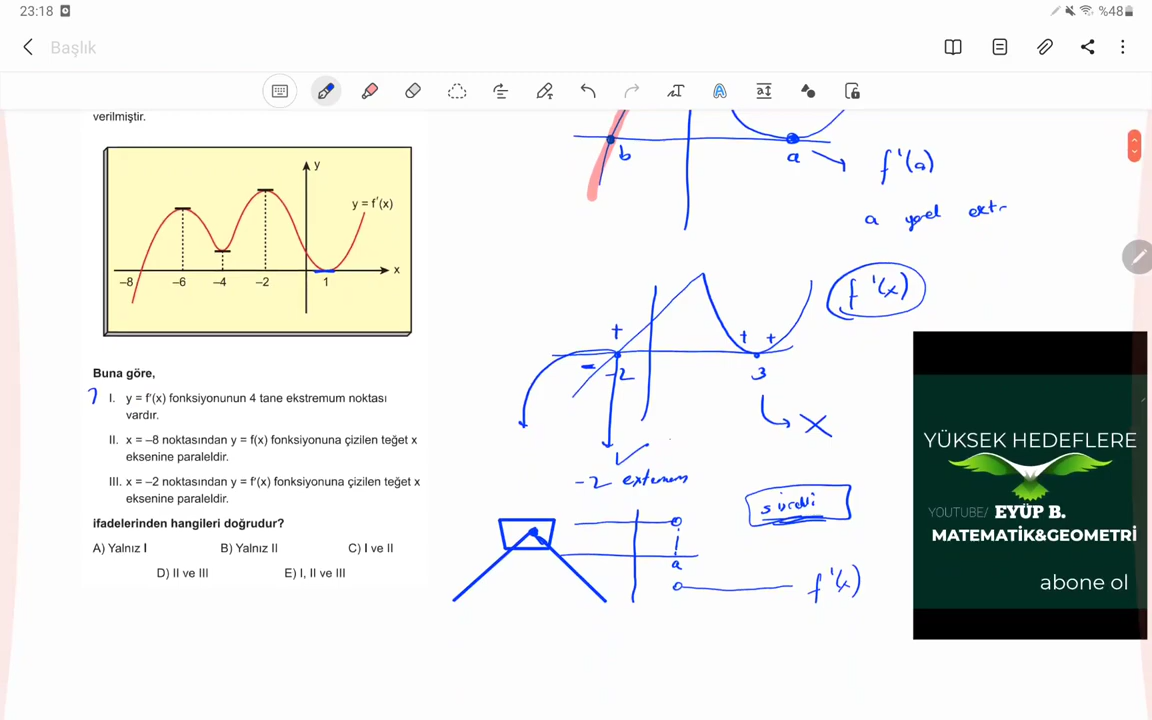 23:18
%48
Başlık
verilmiştir.
y
y = f'(x)
x
–8 –6 –4 –2 1
Buna göre,
I. y = f'(x) fonksiyonunun 4 tane ekstremum noktası
vardır.
II. x = –8 noktasından y = f(x) fonksiyonuna çizilen teğet x
eksenine paraleldir.
III. x = –2 noktasından y = f'(x) fonksiyonuna çizilen teğet x
eksenine paraleldir.
ifadelerinden hangileri doğrudur?
A) Yalnız I B) Yalnız II C) I ve II
D) II ve III E) I, II ve III
b a
f'(a)
a yerel ext
f'(x)
+ + +
- -2 3
X
-2 extremum
sürekli
a
f'(x)
YÜKSEK HEDEFLERE
YOUTUBE/ EYÜP B.
MATEMATİK&GEOMETRİ
abone ol